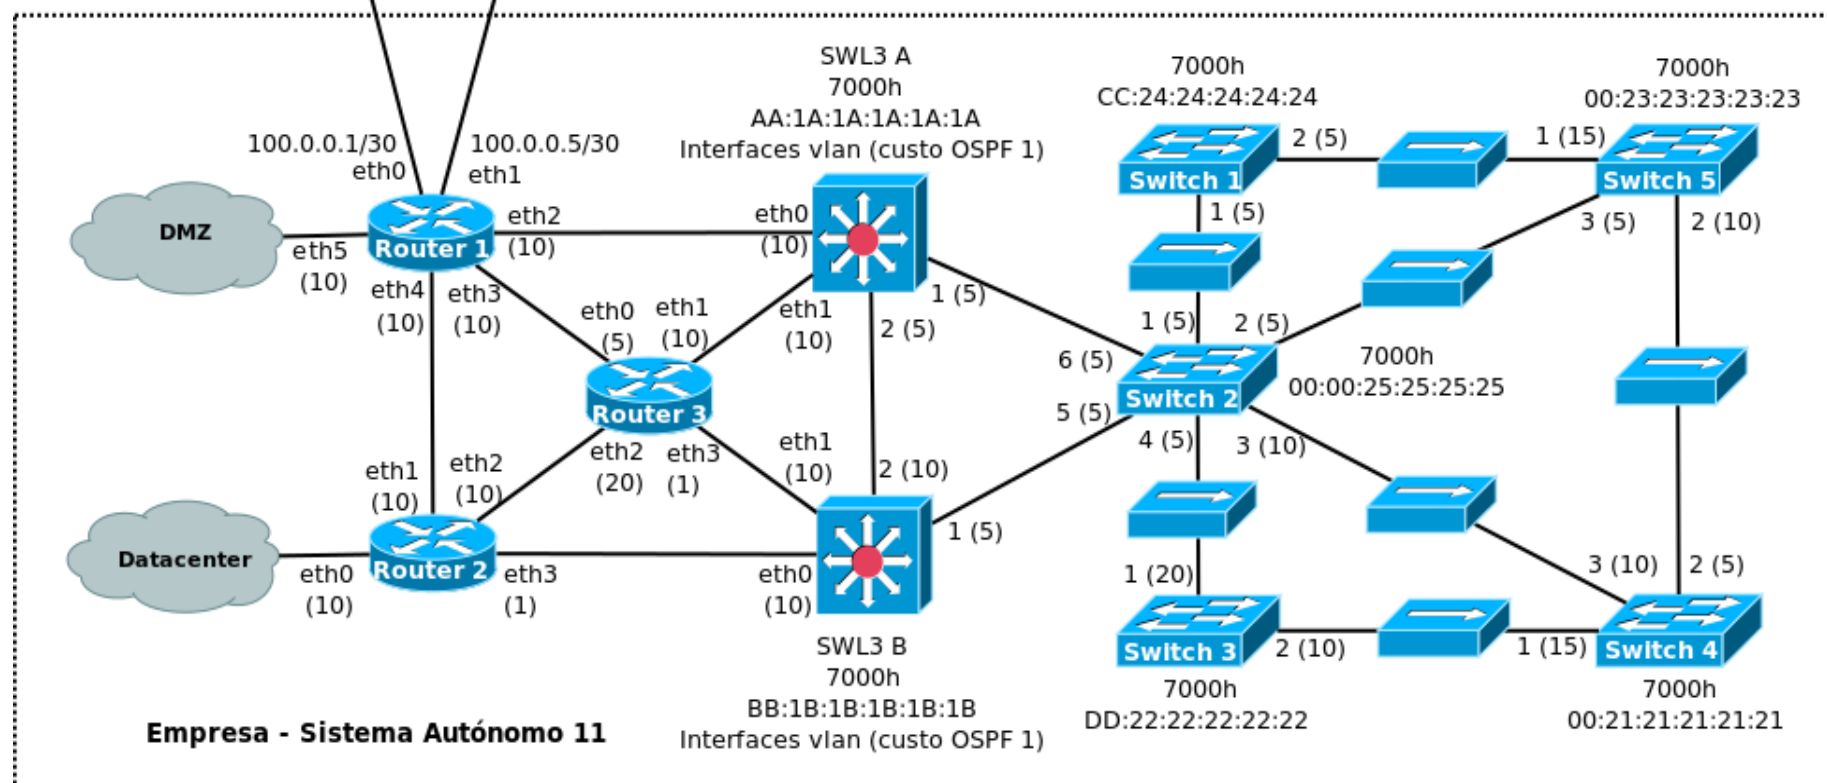 SWL3 A
7000h
AA:1A:1A:1A:1A:1A
Interfaces vlan (custo OSPF 1)
7000h
CC:24:24:24:24:24
7000h
00:23:23:23:23:23
100.0.0.1/30
eth0
100.0.0.5/30
eth1
DMZ
eth5
(10)
Router 1
eth2
(10)
eth0
(10)
eth4
(10)
eth3
(10)
eth0
(5)
eth1
(10)
eth1
(10)
1 (5)
2 (5)
Switch 1
2 (5)
1 (15)
Switch 5
1 (5)
3 (5)
2 (10)
1 (5)
2 (5)
6 (5)
7000h
00:00:25:25:25:25
Switch 2
5 (5)
4 (5)
3 (10)
Router 3
eth2
(20)
eth3
(1)
eth1
(10)
2 (10)
1 (5)
eth1
(10)
eth2
(10)
Datacenter
eth0
(10)
Router 2
eth3
(1)
eth0
(10)
1 (20)
3 (10)
2 (5)
Switch 3
2 (10)
1 (15)
Switch 4
SWL3 B
7000h
BB:1B:1B:1B:1B:1B
Interfaces vlan (custo OSPF 1)
7000h
DD:22:22:22:22:22
7000h
00:21:21:21:21:21
Empresa - Sistema Autónomo 11